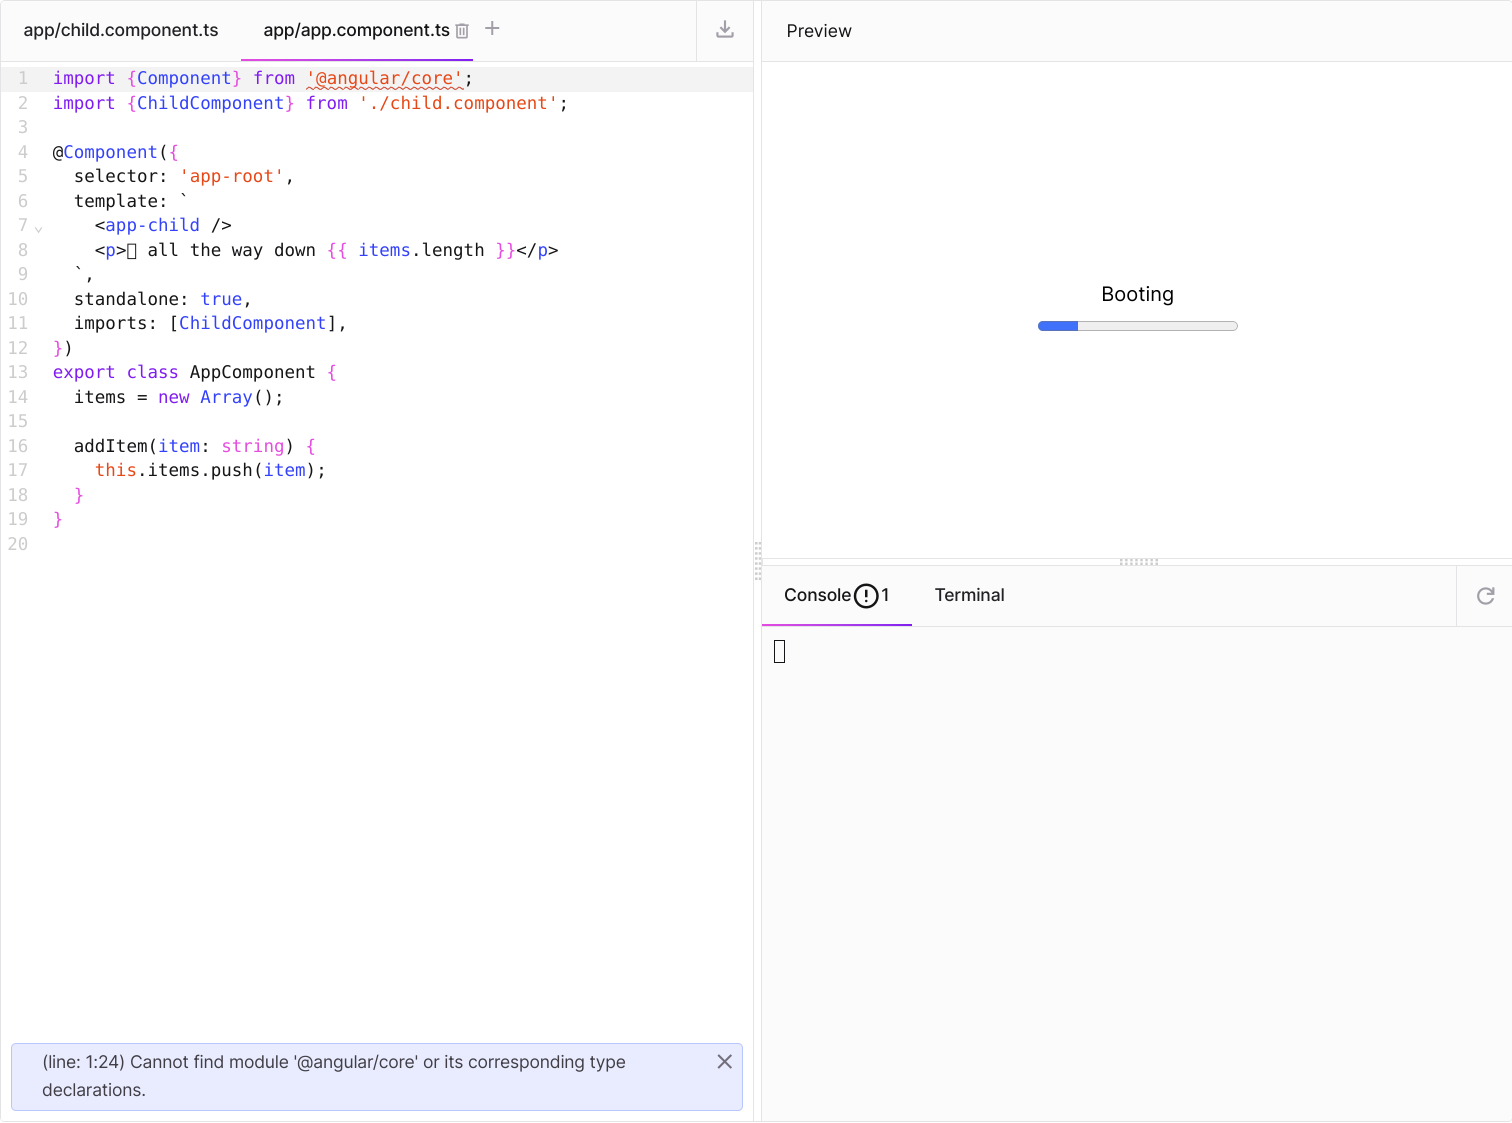 app/child.component.ts app/app.component.ts
1 import {Component} from '@angular/core';
2 import {ChildComponent} from './child.component';
3
4 @Component({
5   selector: 'app-root',
6   template: `
7     <app-child />
8     <p>▯ all the way down {{ items.length }}</p>
9   `,
10   standalone: true,
11   imports: [ChildComponent],
12 })
13 export class AppComponent {
14   items = new Array();
15
16   addItem(item: string) {
17     this.items.push(item);
18   }
19 }
20
(line: 1:24) Cannot find module '@angular/core' or its corresponding type
declarations.
Preview
Booting
Console 1 Terminal